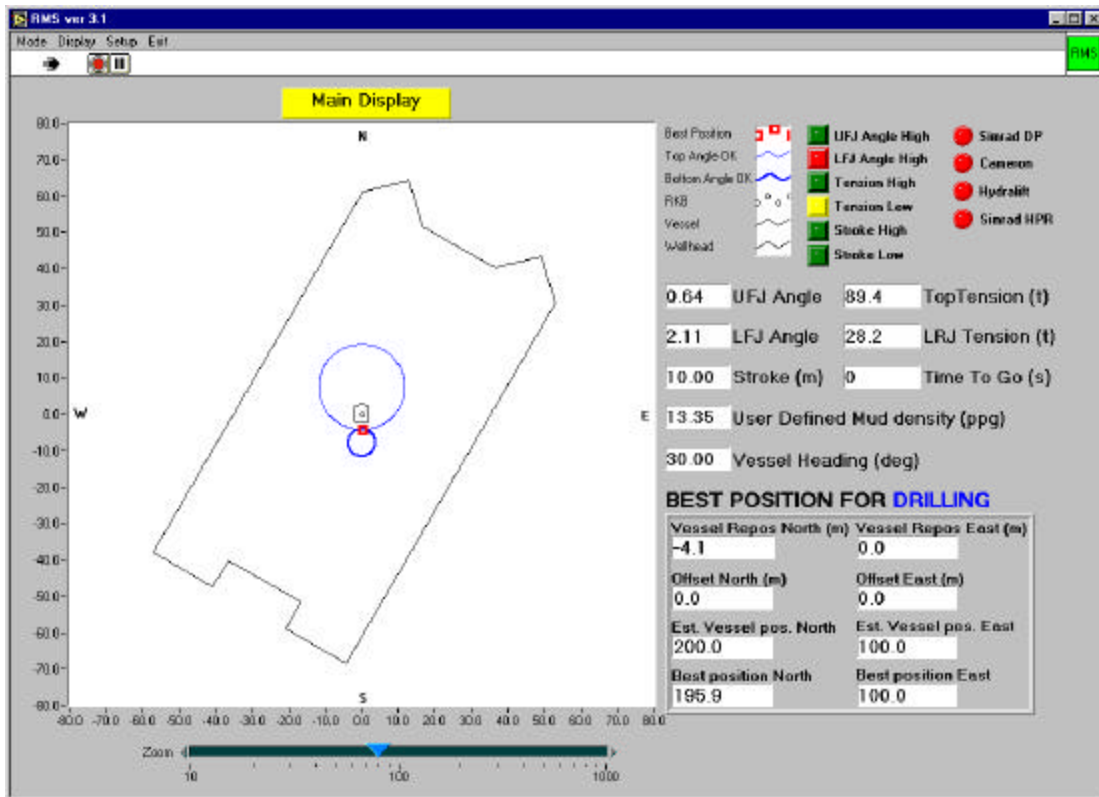 RMS ver 3.1
Mode Display Setup Exit
RMS
Main Display
80.0
70.0
60.0
50.0
40.0
30.0
20.0
10.0
0.0
-10.0
-20.0
-30.0
-40.0
-50.0
-60.0
-70.0
-80.0
N
W
E
S
-80.0 -70.0 -60.0 -50.0 -40.0 -30.0 -20.0 -10.0 0.0 10.0 20.0 30.0 40.0 50.0 60.0 70.0 80.0
Zoom
10 100 1000
Best Position
Top Angle OK
Bottom Angle OK
RKB
Vessel
Wellhead
UFJ Angle High
LFJ Angle High
Tension High
Tension Low
Stroke High
Stroke Low
Simrad DP
Cameron
Hydralift
Simrad HPR
0.64 UFJ Angle 89.4 TopTension (t)
2.11 LFJ Angle 28.2 LRJ Tension (t)
10.00 Stroke (m) 0 Time To Go (s)
13.35 User Defined Mud density (ppg)
30.00 Vessel Heading (deg)
BEST POSITION FOR DRILLING
Vessel Repos North (m) Vessel Repos East (m)
-4.1 0.0
Offset North (m) Offset East (m)
0.0 0.0
Est. Vessel pos. North Est. Vessel pos. East
200.0 100.0
Best position North Best position East
195.9 100.0